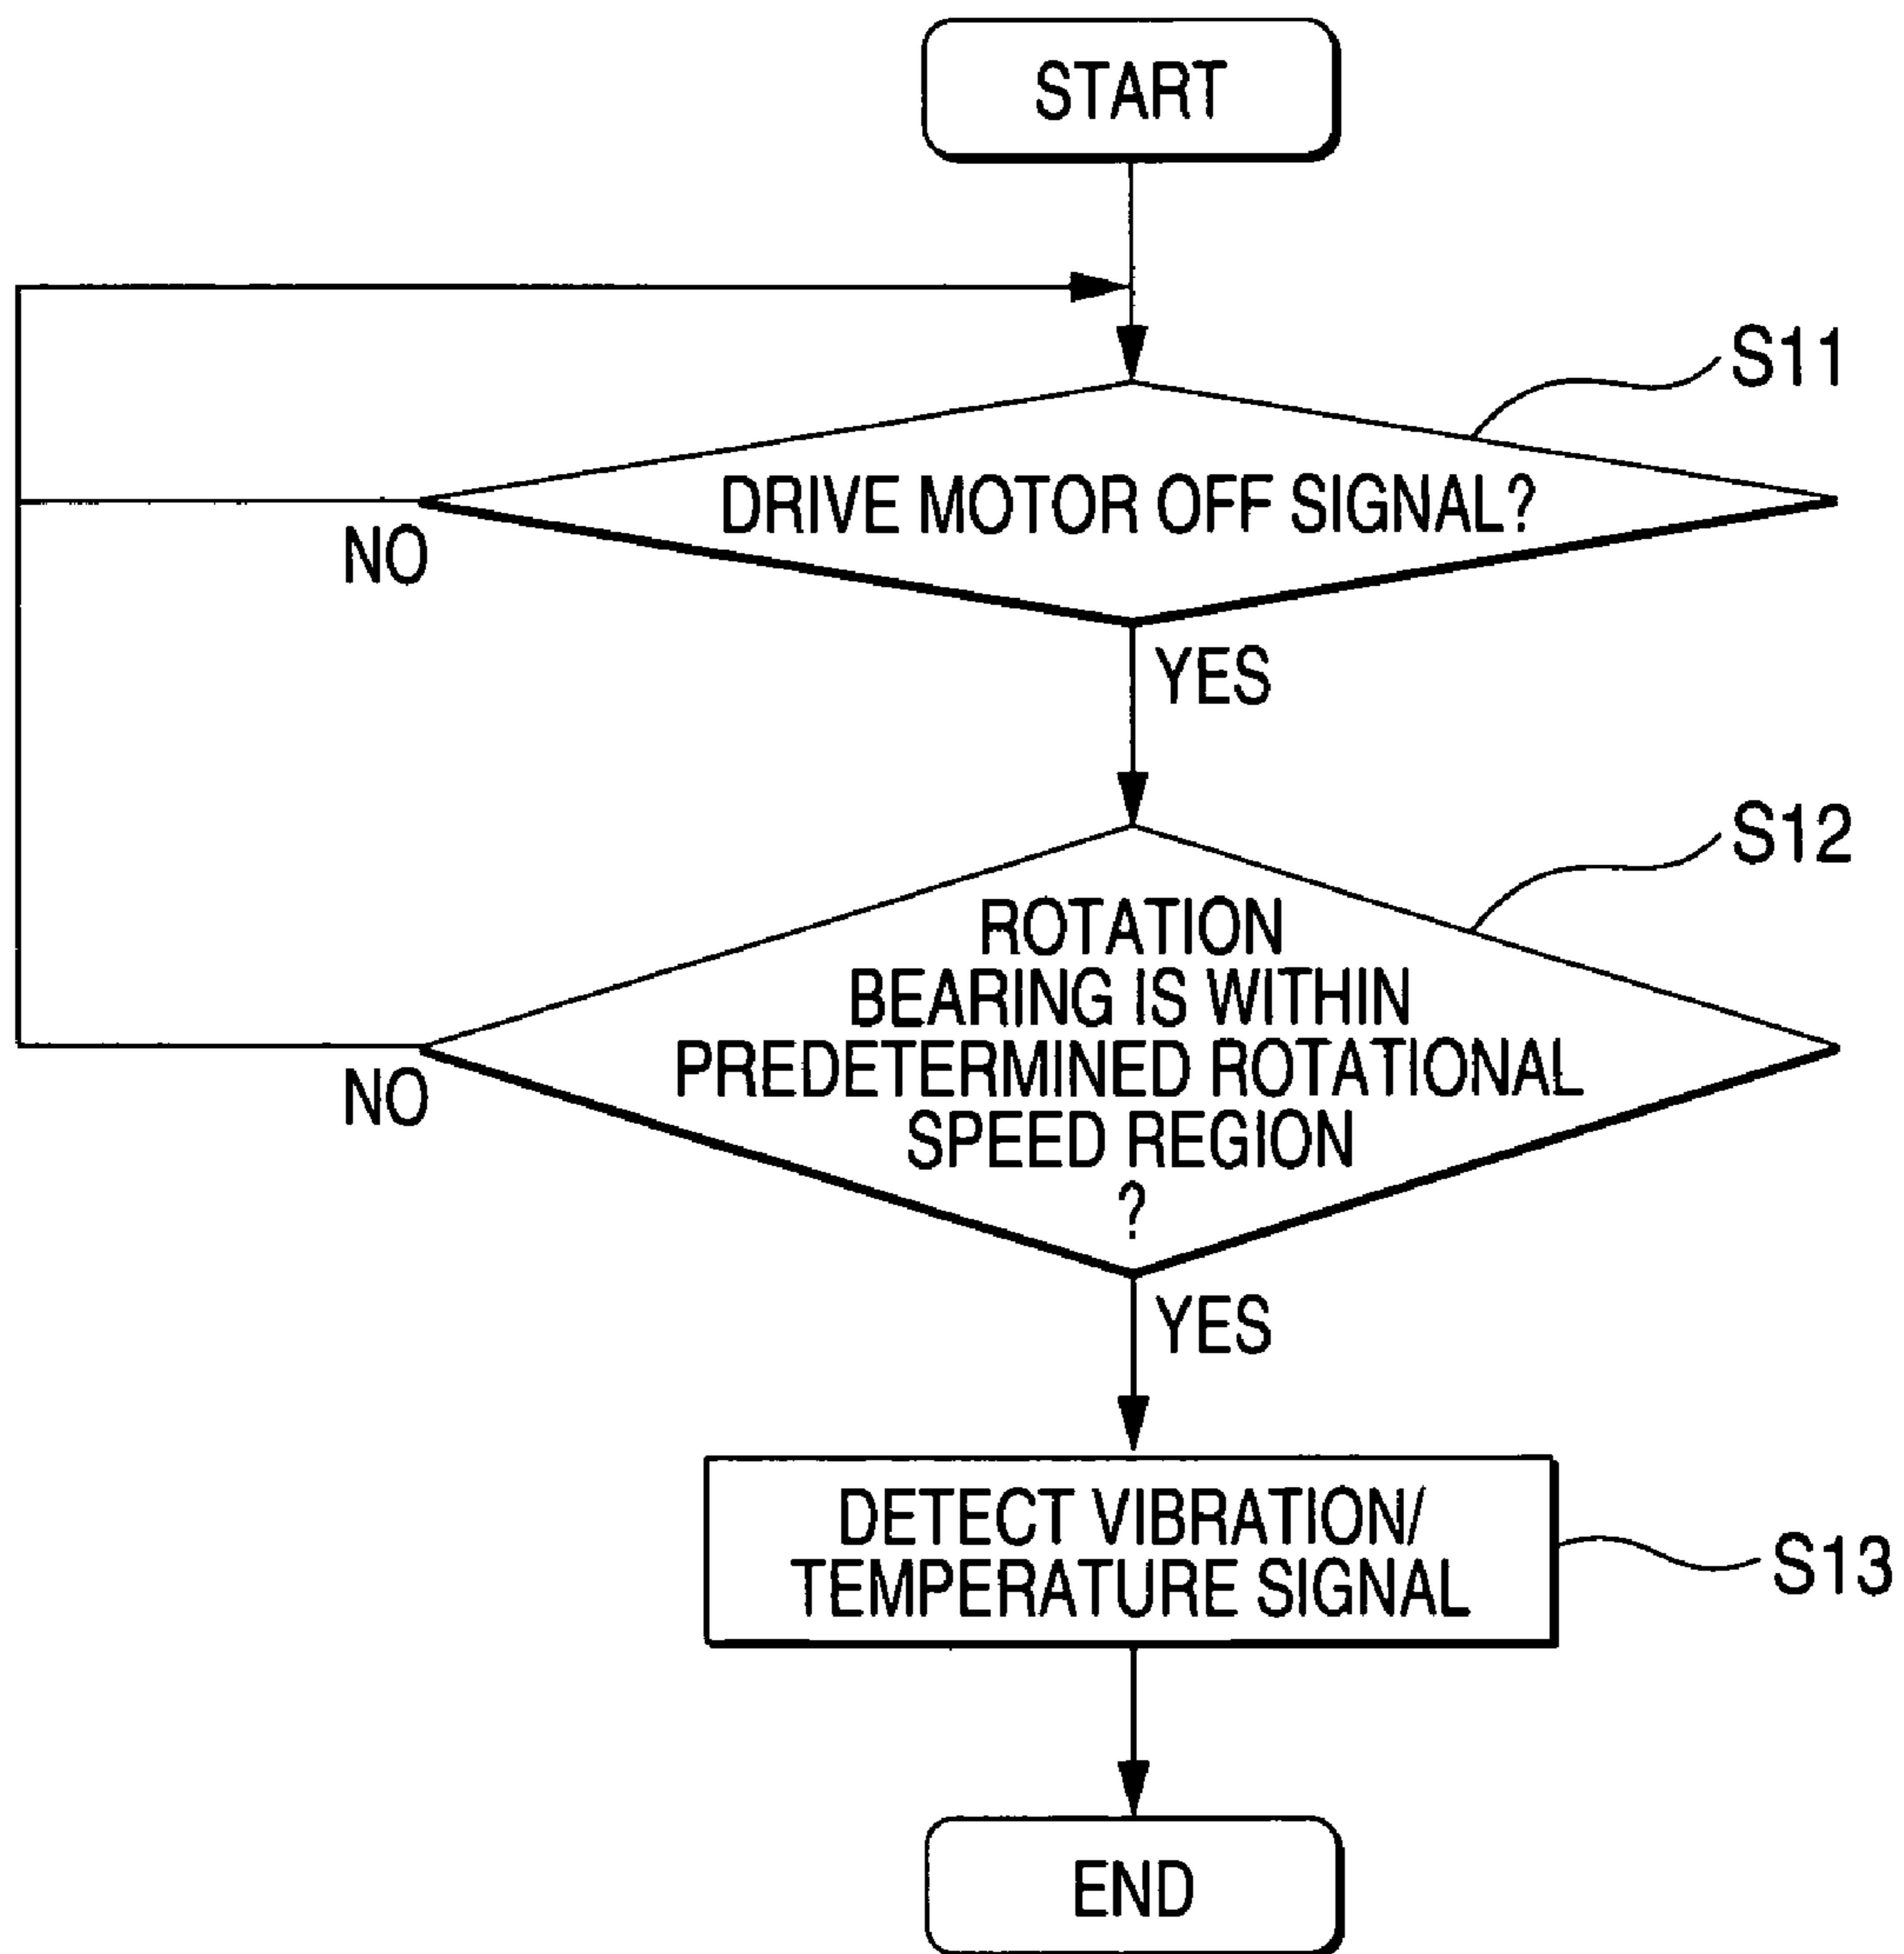 START
S11
DRIVE MOTOR OFF SIGNAL?
NO
YES
S12
ROTATION
BEARING IS WITHIN
PREDETERMINED ROTATIONAL
SPEED REGION
?
NO
YES
DETECT VIBRATION/
TEMPERATURE SIGNAL
S13
END